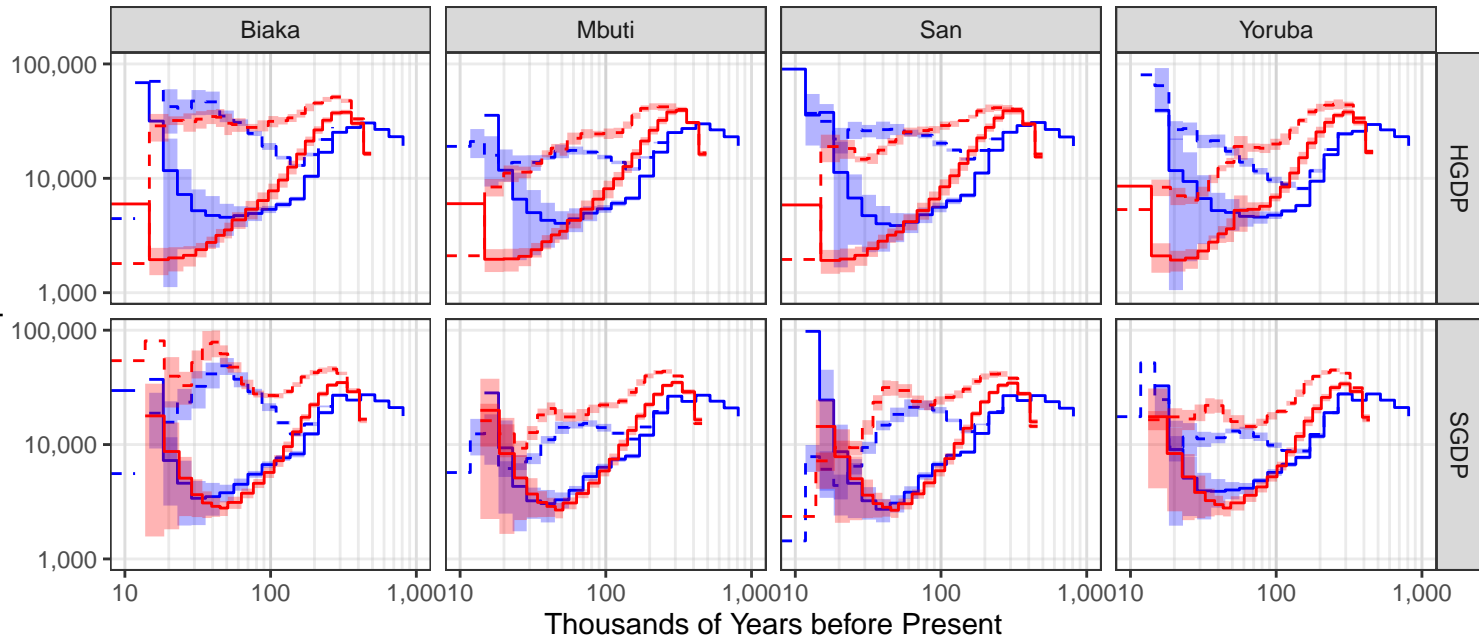 Biaka Mbuti San Yoruba
100,000
10,000
1,000
HGDP
100,000
10,000
1,000
SGDP
10 100 1,000 10 100 1,000 10 100 1,000 10 100 1,000
Thousands of Years before Present